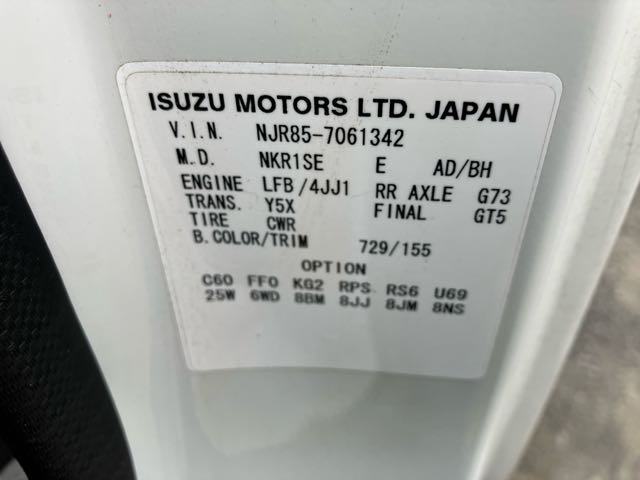 ISUZU MOTORS LTD. JAPAN
V.I.N. NJR85-7061342
M.D. NKR1SE E AD/BH
ENGINE LFB/4JJ1 RR AXLE G73
TRANS. Y5X FINAL GT5
TIRE CWR
B.COLOR/TRIM 729/155
OPTION
C60 FF0 KG2 RPS RS6 U69
25W 6WD 8BM 8JJ 8JM 8NS